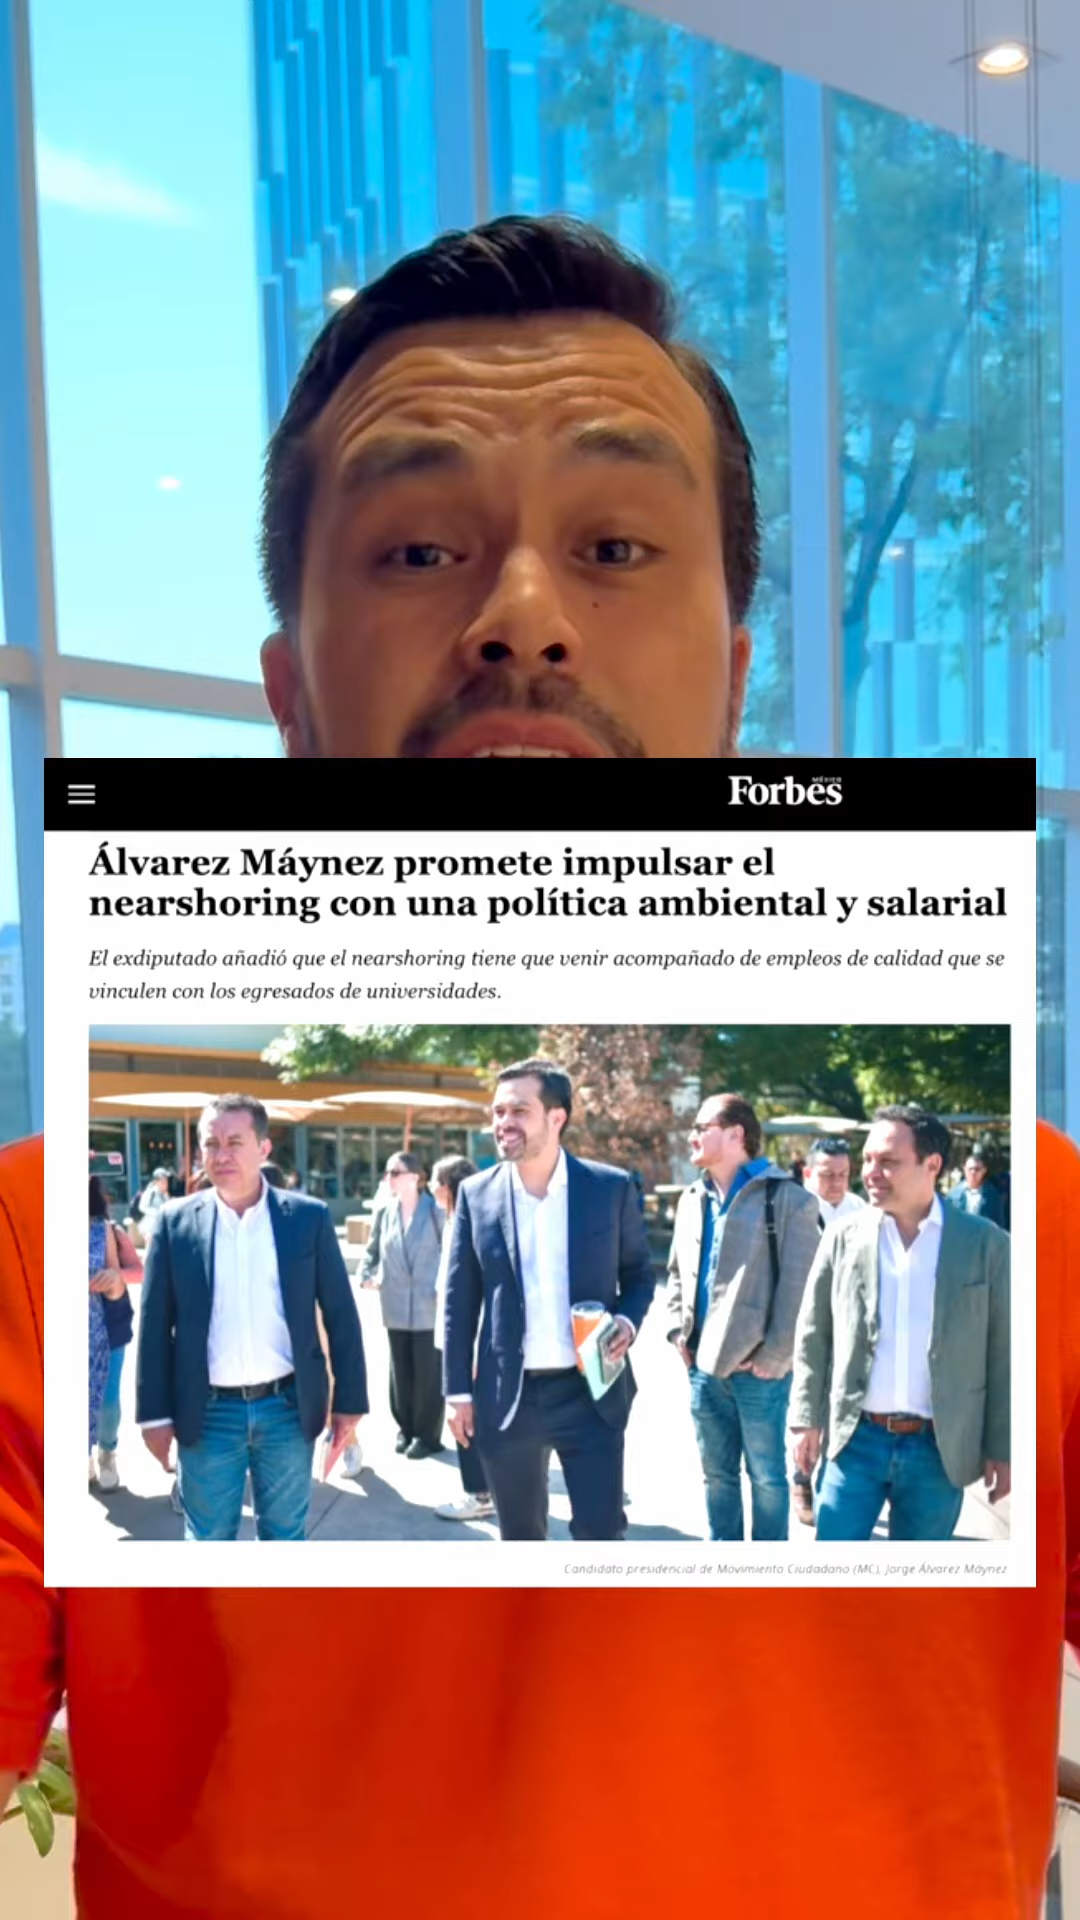 Forbes
MÉXICO
Álvarez Máynez promete impulsar el
nearshoring con una política ambiental y salarial
El exdiputado añadió que el nearshoring tiene que venir acompañado de empleos de calidad que se
vinculen con los egresados de universidades.
Candidato presidencial de Movimiento Ciudadano (MC), Jorge Álvarez Máynez